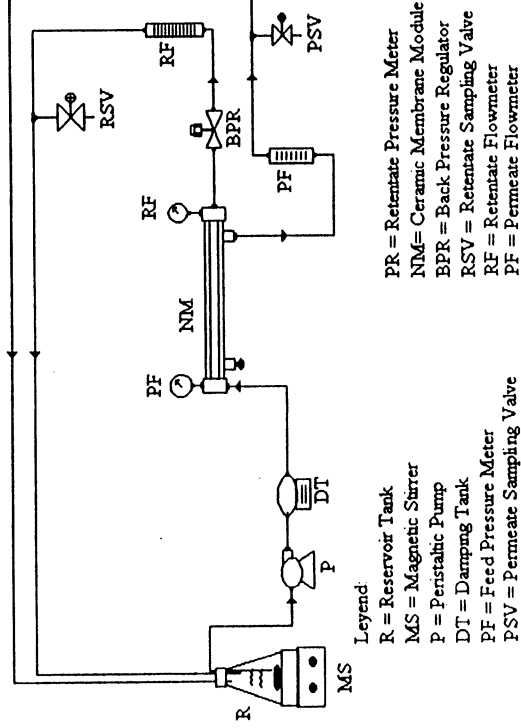 RF
PSV
RSV
BPR
RF
PF
NM
PF
DT
P
R
MS
Leyend:
R = Reservoir Tank
MS = Magnetic Stirrer
P = Peristaltic Pump
DT = Damping Tank
PF = Feed Pressure Meter
PSV = Permeate Sampling Valve
PR = Retentate Pressure Meter
NM= Ceramic Membrane Module
BPR = Back Pressure Regulator
RSV = Retentate Sampling Valve
RF = Retentate Flowmeter
PF = Permeate Flowmeter